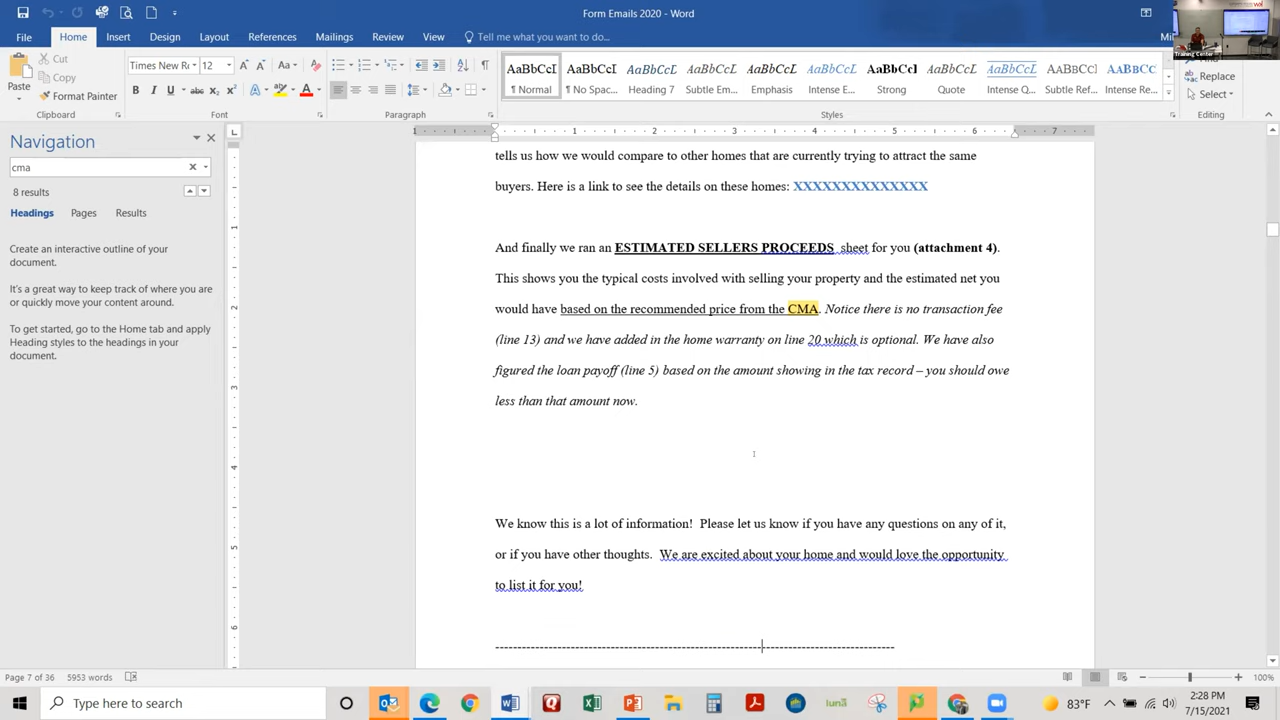 Form Emails 2020 - Word
File
Home
Insert
Design
Layout
References
Mailings
Review
View
Tell me what you want to do...
Cut
Copy
Format Painter
Paste
Clipboard
Times New Ro
12
Font
Paragraph
AaBbCcI
¶ Normal
AaBbCcI
¶ No Spac...
AaBbCcL
Heading 7
AaBbCcL
Subtle Em...
AaBbCcL
Emphasis
AaBbCcL
Intense E...
AaBbCcI
Strong
AaBbCcL
Quote
AaBbCcL
Intense Q...
AaBbCcI
Subtle Ref...
AaBbCcI
Intense Re...
Styles
Replace
Select
Editing
Training Center
Navigation
cma
8 results
Headings
Pages
Results
Create an interactive outline of your
document.
It's a great way to keep track of where you are
or quickly move your content around.
To get started, go to the Home tab and apply
Heading styles to the headings in your
document.
tells us how we would compare to other homes that are currently trying to attract the same
buyers. Here is a link to see the details on these homes: XXXXXXXXXXXXXX
And finally we ran an ESTIMATED SELLERS PROCEEDS sheet for you (attachment 4).
This shows you the typical costs involved with selling your property and the estimated net you
would have based on the recommended price from the CMA. Notice there is no transaction fee
(line 13) and we have added in the home warranty on line 20 which is optional. We have also
figured the loan payoff (line 5) based on the amount showing in the tax record – you should owe
less than that amount now.
We know this is a lot of information! Please let us know if you have any questions on any of it,
or if you have other thoughts. We are excited about your home and would love the opportunity
to list it for you!
Page 7 of 36
5953 words
100%
Type here to search
luna
83°F
2:28 PM
7/15/2021